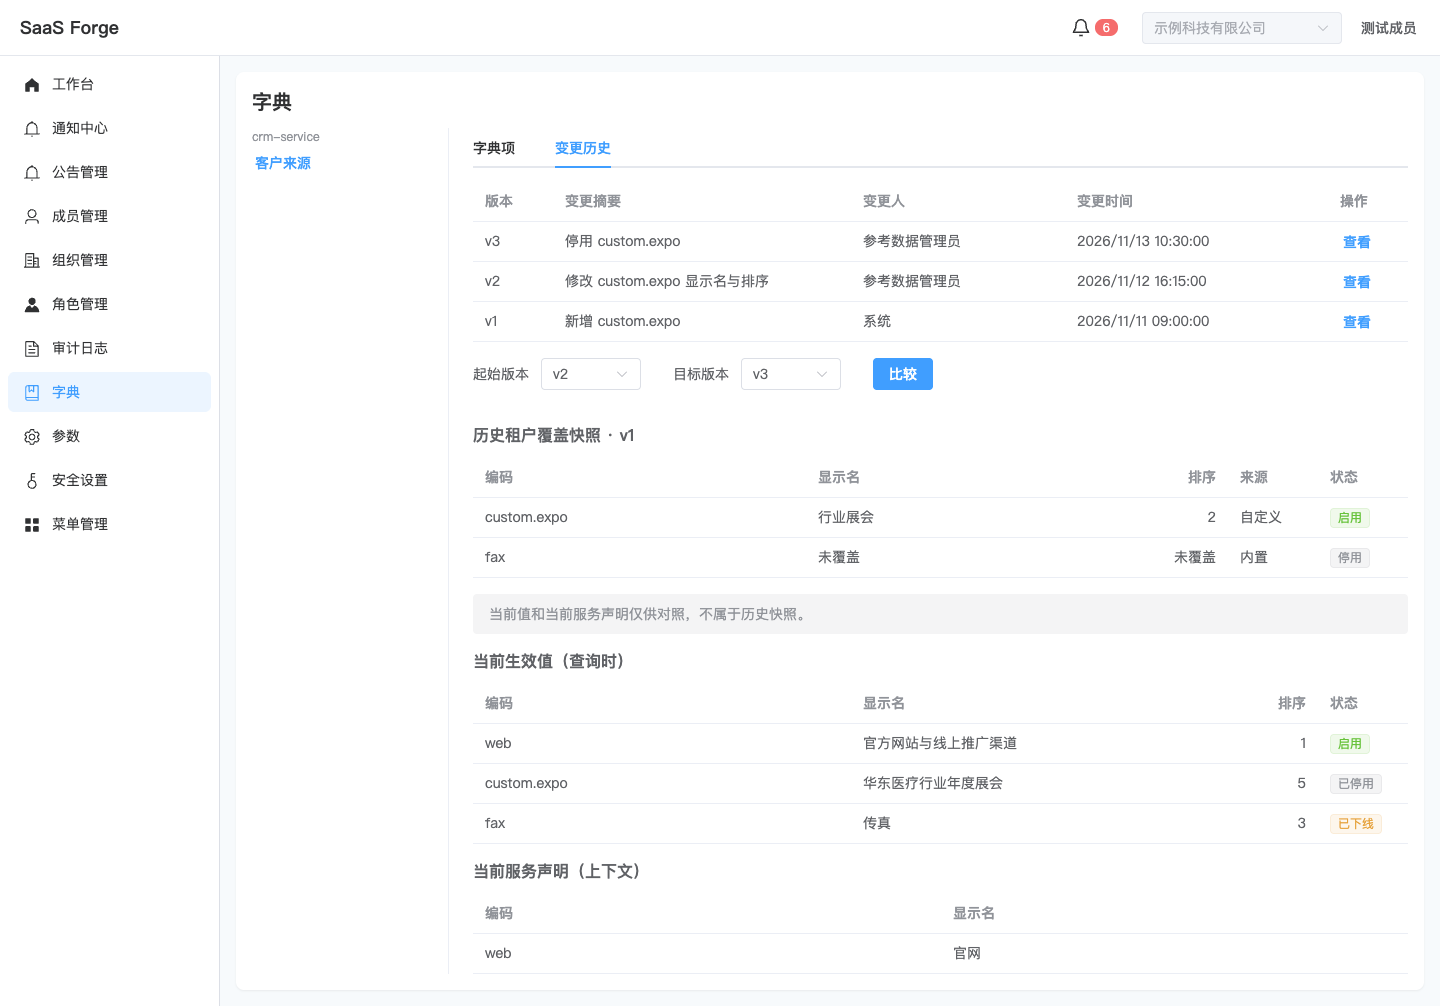 SaaS Forge
6
示例科技有限公司
测试成员
工作台
通知中心
公告管理
成员管理
组织管理
角色管理
审计日志
字典
参数
安全设置
菜单管理
字典
crm-service
客户来源
字典项 变更历史
版本 变更摘要 变更人 变更时间 操作
v3 停用 custom.expo 参考数据管理员 2026/11/13 10:30:00 查看
v2 修改 custom.expo 显示名与排序 参考数据管理员 2026/11/12 16:15:00 查看
v1 新增 custom.expo 系统 2026/11/11 09:00:00 查看
起始版本 v2 目标版本 v3 比较
历史租户覆盖快照 · v1
编码 显示名 排序 来源 状态
custom.expo 行业展会 2 自定义 启用
fax 未覆盖 未覆盖 内置 停用
当前值和当前服务声明仅供对照，不属于历史快照。
当前生效值（查询时）
编码 显示名 排序 状态
web 官方网站与线上推广渠道 1 启用
custom.expo 华东医疗行业年度展会 5 已停用
fax 传真 3 已下线
当前服务声明（上下文）
编码 显示名
web 官网